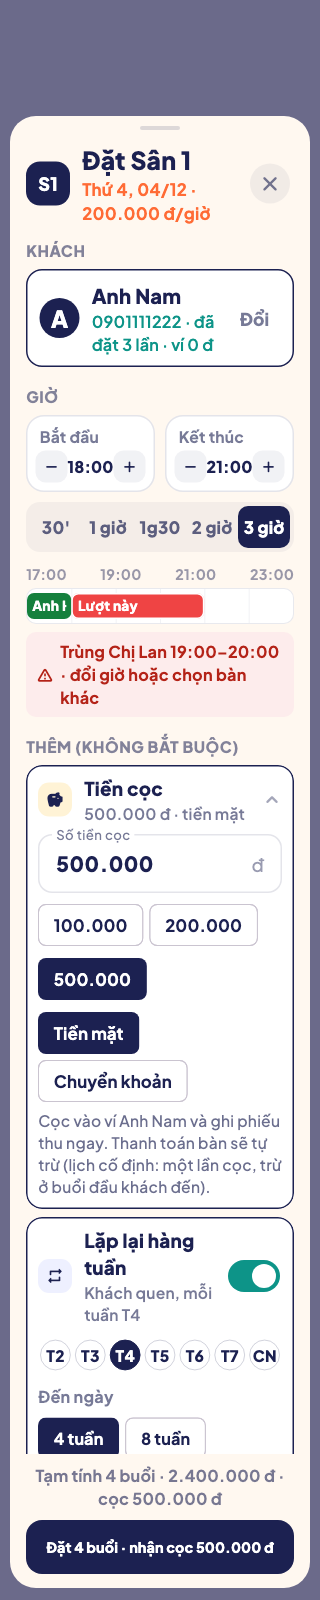 S1
Đặt Sân 1
Thứ 4, 04/12 ·
200.000 đ/giờ
KHÁCH
A
Anh Nam
0901111222 · đã
đặt 3 lần · ví 0 đ
Đổi
GIỜ
Bắt đầu
Kết thúc
− 18:00 +
− 21:00 +
30' 1 giờ 1g30 2 giờ 3 giờ
17:00 19:00 21:00 23:00
Anh
Lượt này
Trùng Chị Lan 19:00–20:00
· đổi giờ hoặc chọn bàn
khác
THÊM (KHÔNG BẮT BUỘC)
Tiền cọc
500.000 đ · tiền mặt
Số tiền cọc
500.000 đ
100.000 200.000
500.000
Tiền mặt
Chuyển khoản
Cọc vào ví Anh Nam và ghi phiếu
thu ngay. Thanh toán bàn sẽ tự
trừ (lịch cố định: một lần cọc, trừ
ở buổi đầu khách đến).
Lặp lại hàng
tuần
Khách quen, mỗi
tuần T4
T2 T3 T4 T5 T6 T7 CN
Đến ngày
4 tuần 8 tuần
Tạm tính 4 buổi · 2.400.000 đ ·
cọc 500.000 đ
Đặt 4 buổi · nhận cọc 500.000 đ